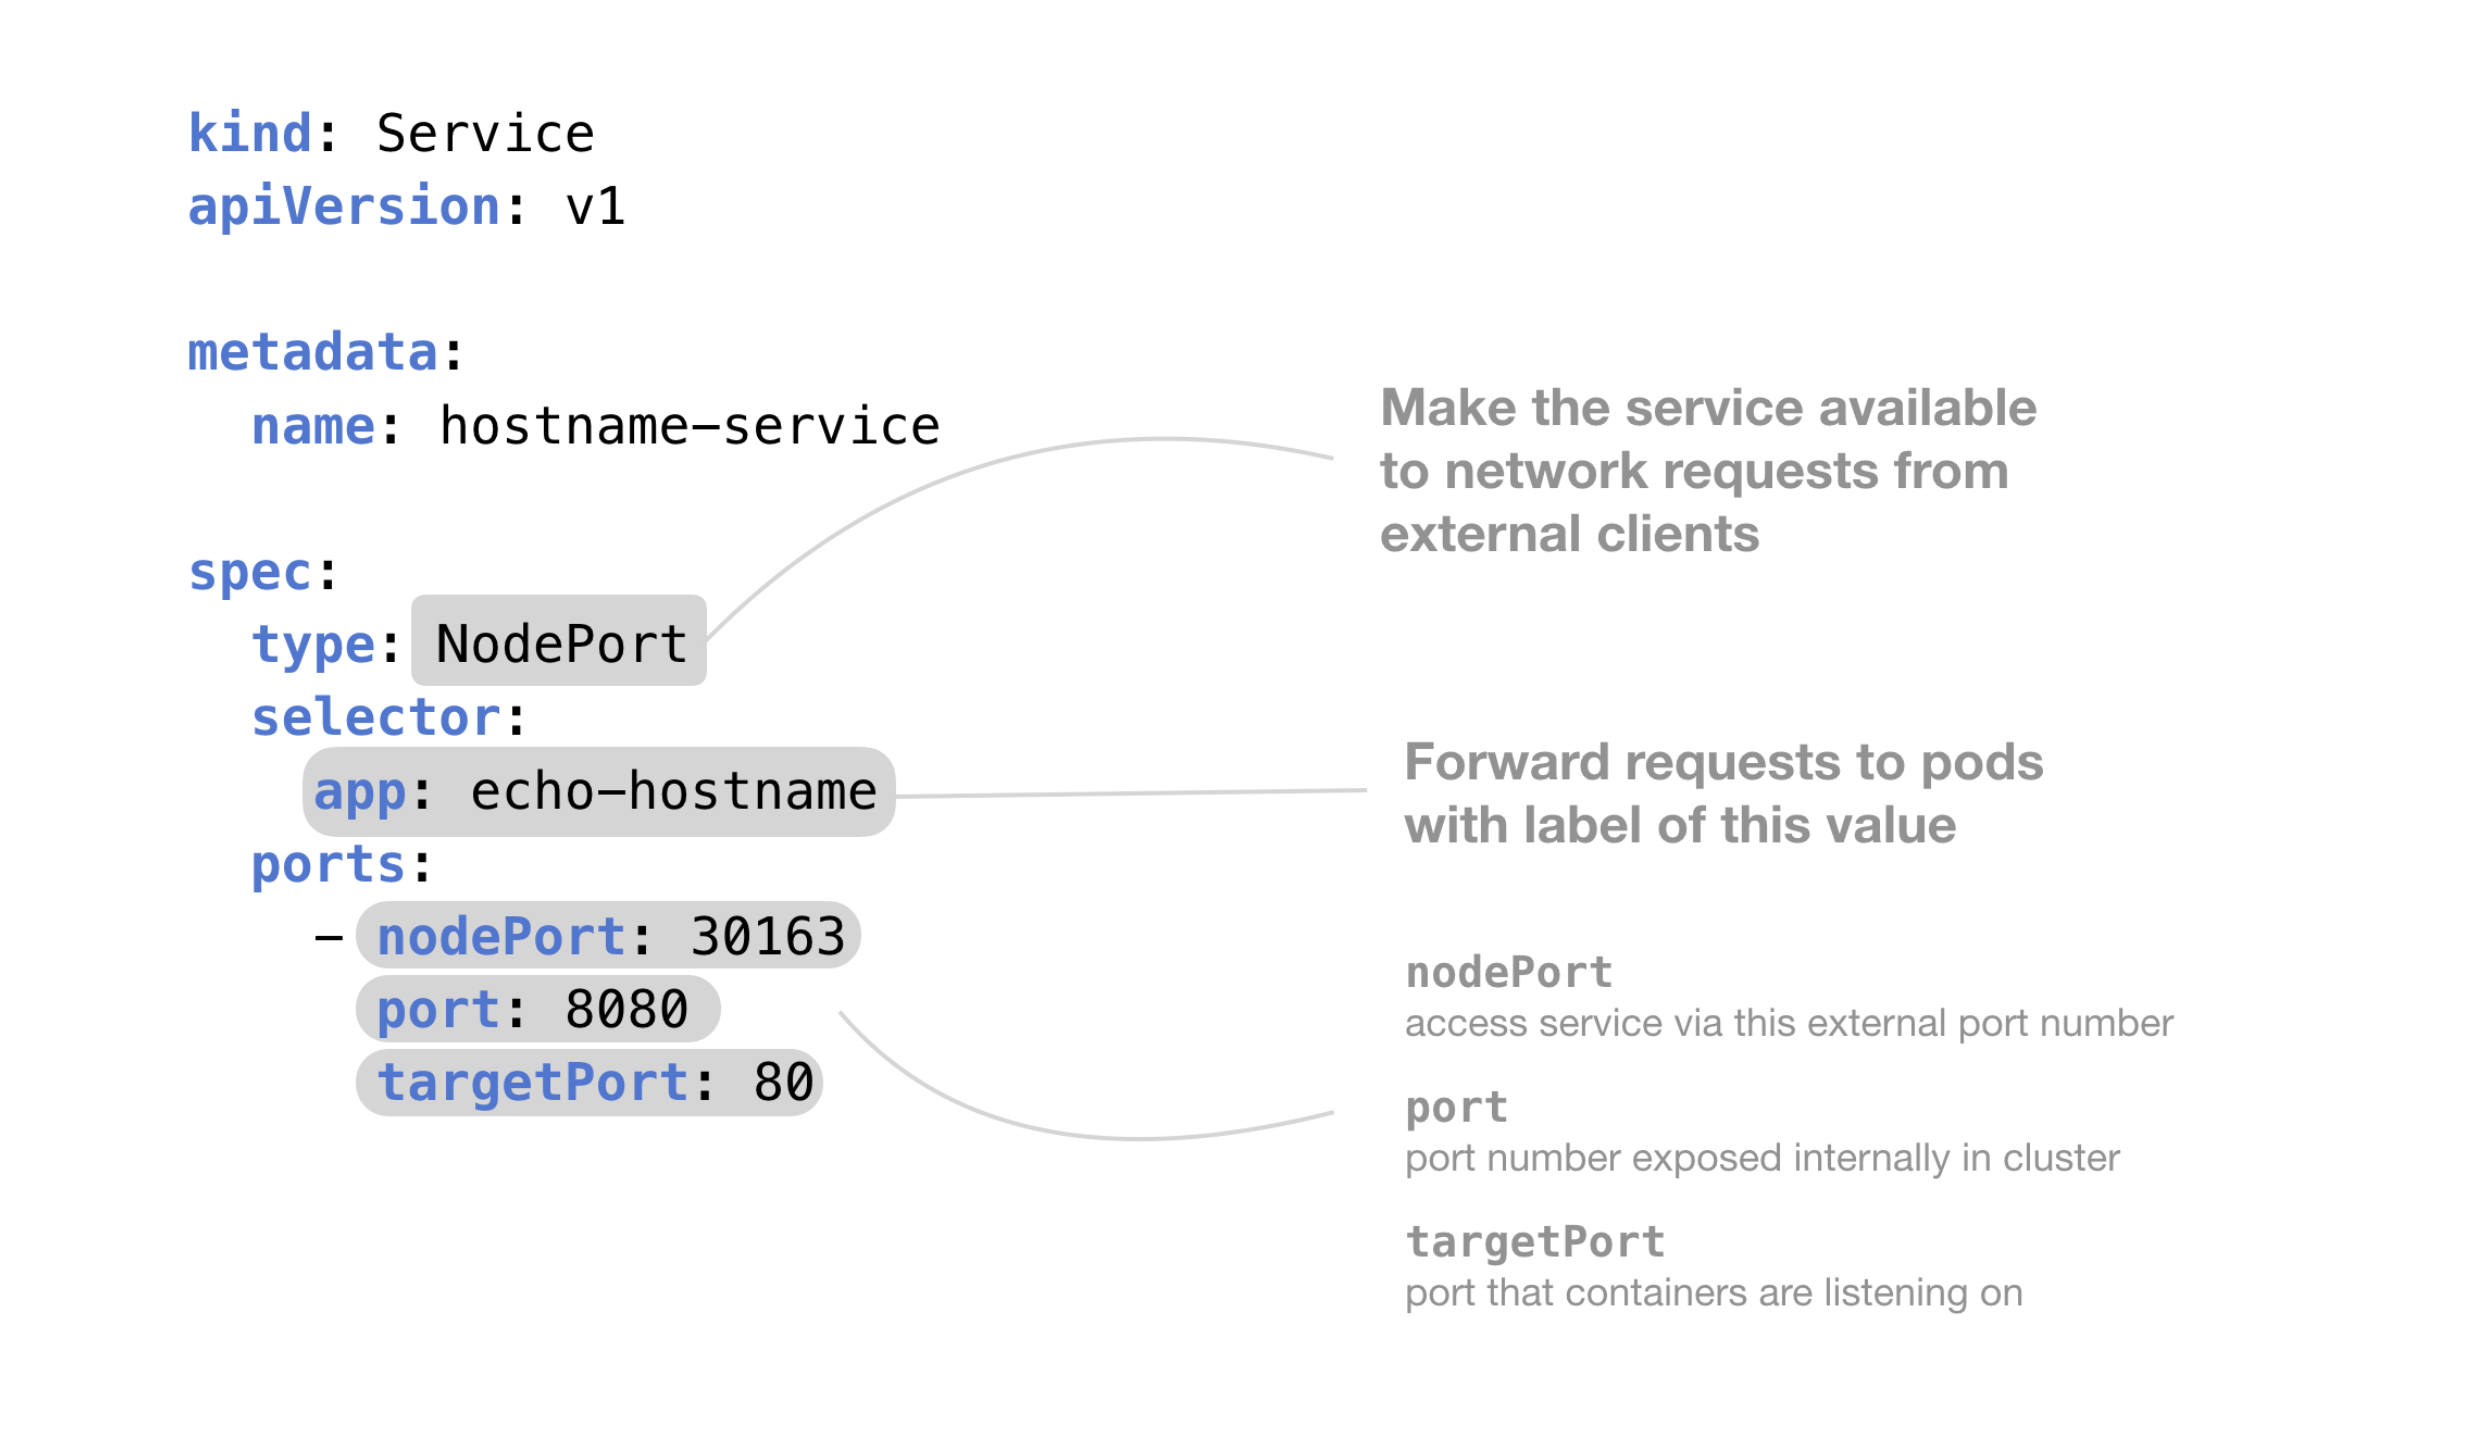 kind: Service
apiVersion: v1
metadata:
  name: hostname-service
spec:
  type: NodePort
  selector:
    app: echo-hostname
  ports:
    - nodePort: 30163
      port: 8080
      targetPort: 80
Make the service available
to network requests from
external clients
Forward requests to pods
with label of this value
nodePort
access service via this external port number
port
port number exposed internally in cluster
targetPort
port that containers are listening on